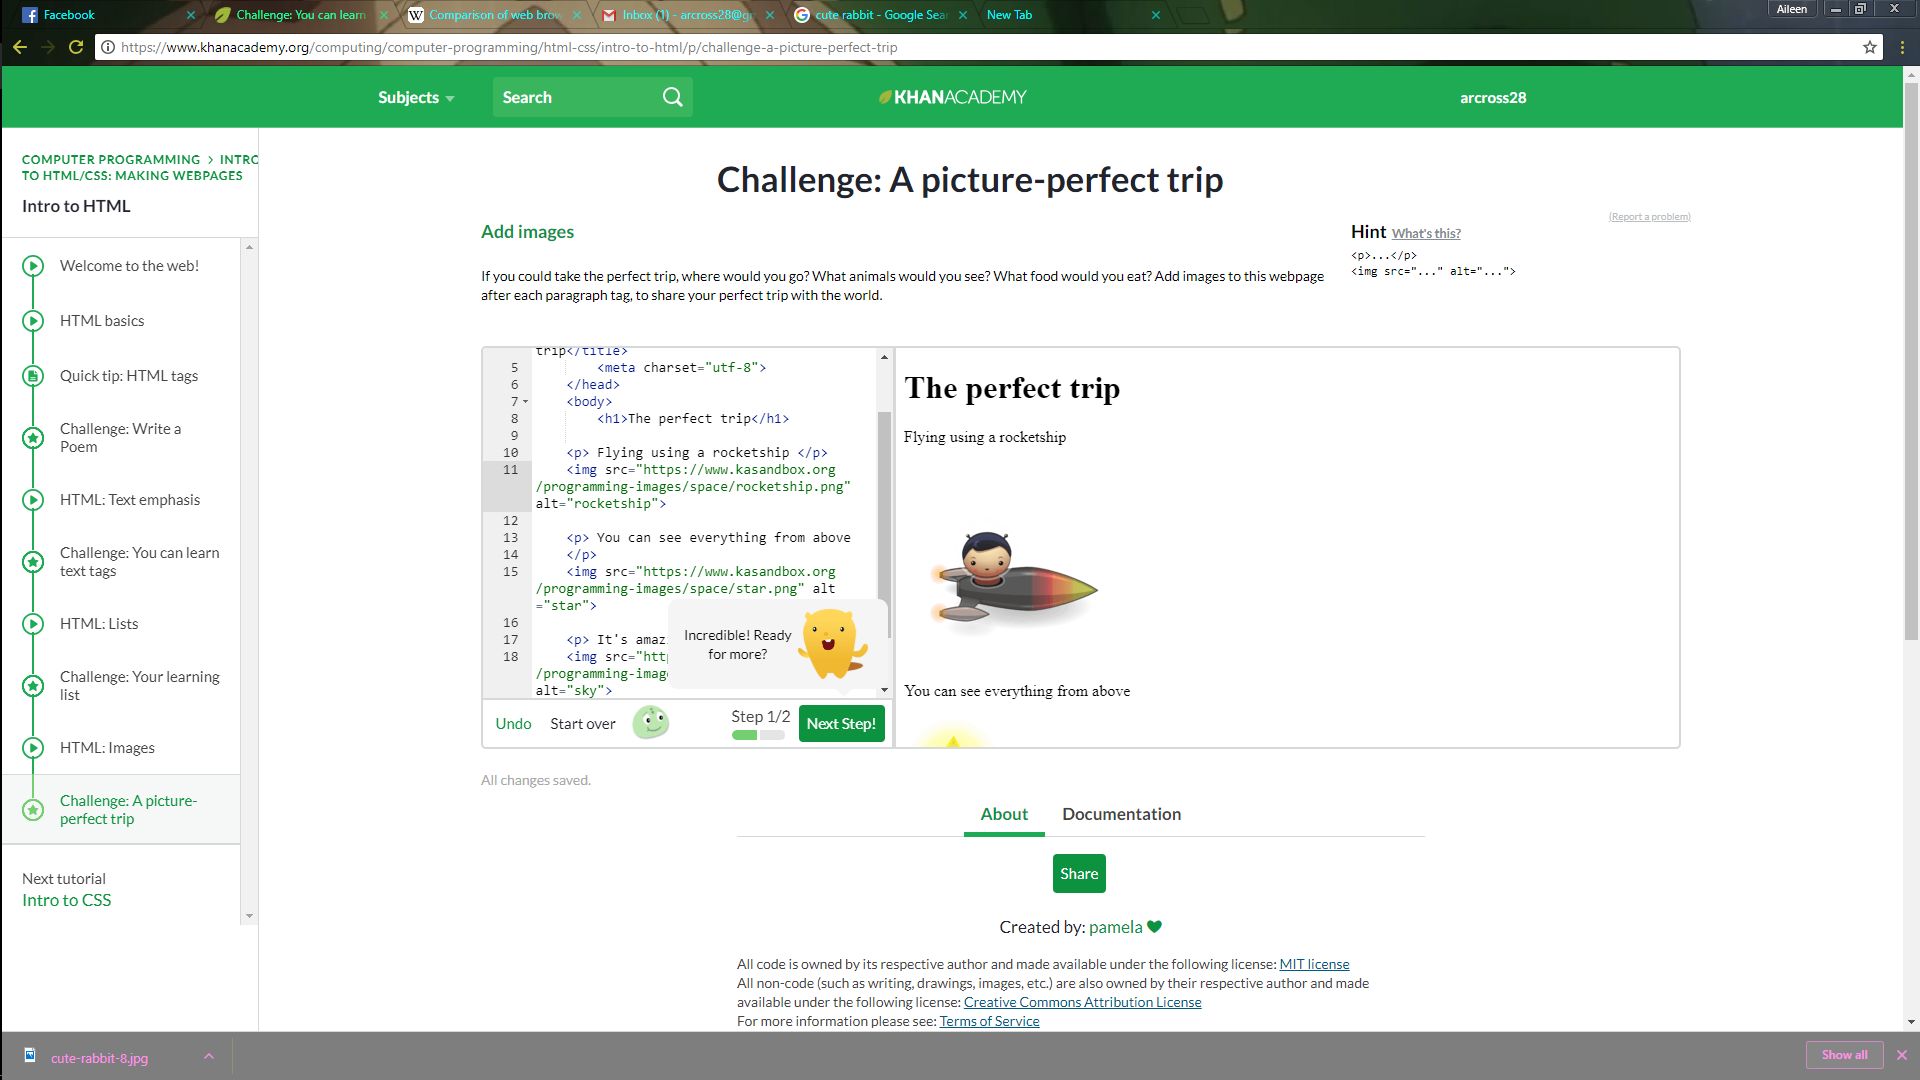 Facebook
Challenge: You can learn
Comparison of web brow
Inbox (1) - arcross28@g
cute rabbit - Google Sear
New Tab
Aileen
https://www.khanacademy.org/computing/computer-programming/html-css/intro-to-html/p/challenge-a-picture-perfect-trip
Subjects
Search
KHANACADEMY
arcross28
COMPUTER PROGRAMMING > INTRO
TO HTML/CSS: MAKING WEBPAGES
Intro to HTML
Welcome to the web!
HTML basics
Quick tip: HTML tags
Challenge: Write a
Poem
HTML: Text emphasis
Challenge: You can learn
text tags
HTML: Lists
Challenge: Your learning
list
HTML: Images
Challenge: A picture-
perfect trip
Next tutorial
Intro to CSS
Challenge: A picture-perfect trip
(Report a problem)
Add images
If you could take the perfect trip, where would you go? What animals would you see? What food would you eat? Add images to this webpage
after each paragraph tag, to share your perfect trip with the world.
Hint What's this?
<p>...</p>
<img src="..." alt="...">
trip</title>
5 <meta charset="utf-8">
6 </head>
7 <body>
8 <h1>The perfect trip</h1>
9
10 <p> Flying using a rocketship </p>
11 <img src="https://www.kasandbox.org
/programming-images/space/rocketship.png"
alt="rocketship">
12
13 <p> You can see everything from above
14 </p>
15 <img src="https://www.kasandbox.org
/programming-images/space/star.png" alt
="star">
16
17 <p> It's amaz
18 <img src="htt
/programming-imag
alt="sky">
Incredible! Ready
for more?
Undo
Start over
Step 1/2
Next Step!
The perfect trip
Flying using a rocketship
You can see everything from above
All changes saved.
About
Documentation
Share
Created by: pamela
All code is owned by its respective author and made available under the following license: MIT license
All non-code (such as writing, drawings, images, etc.) are also owned by their respective author and made
available under the following license: Creative Commons Attribution License
For more information please see: Terms of Service
cute-rabbit-8.jpg
Show all